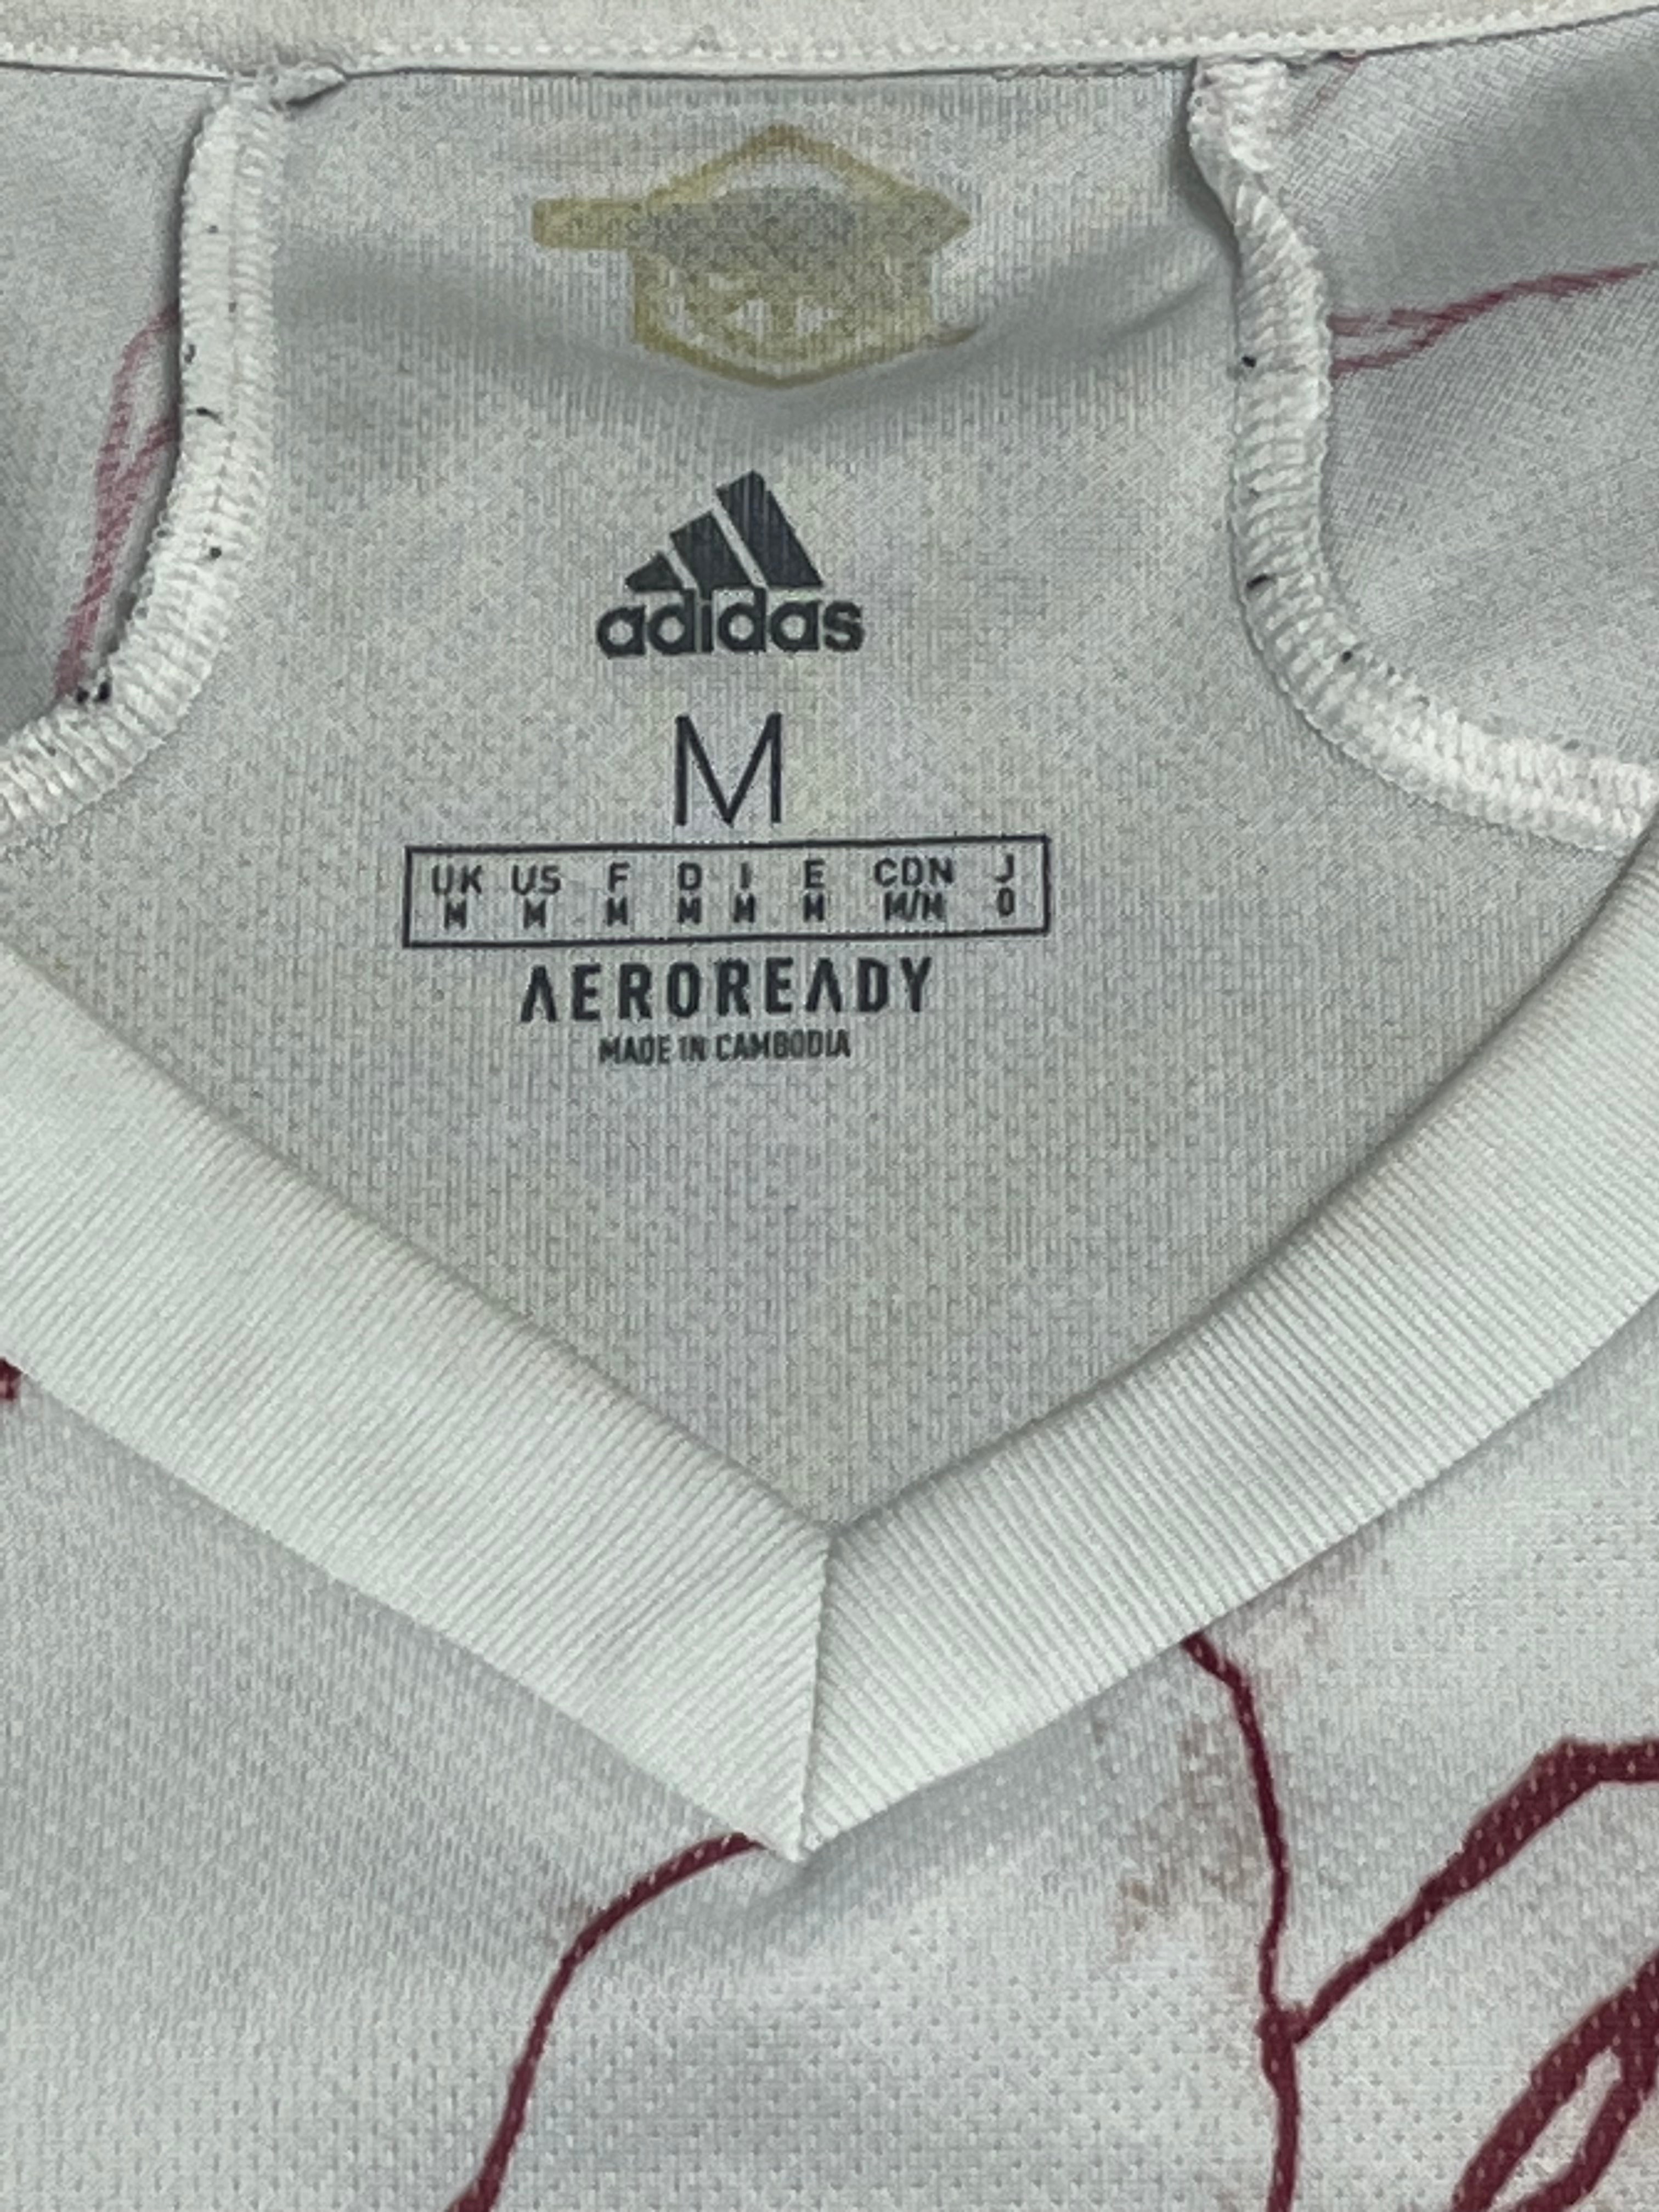 adidas
M
UK US F D I E CDN J
M M M M M M M/M O
AEROREADY
MADE IN CAMBODIA